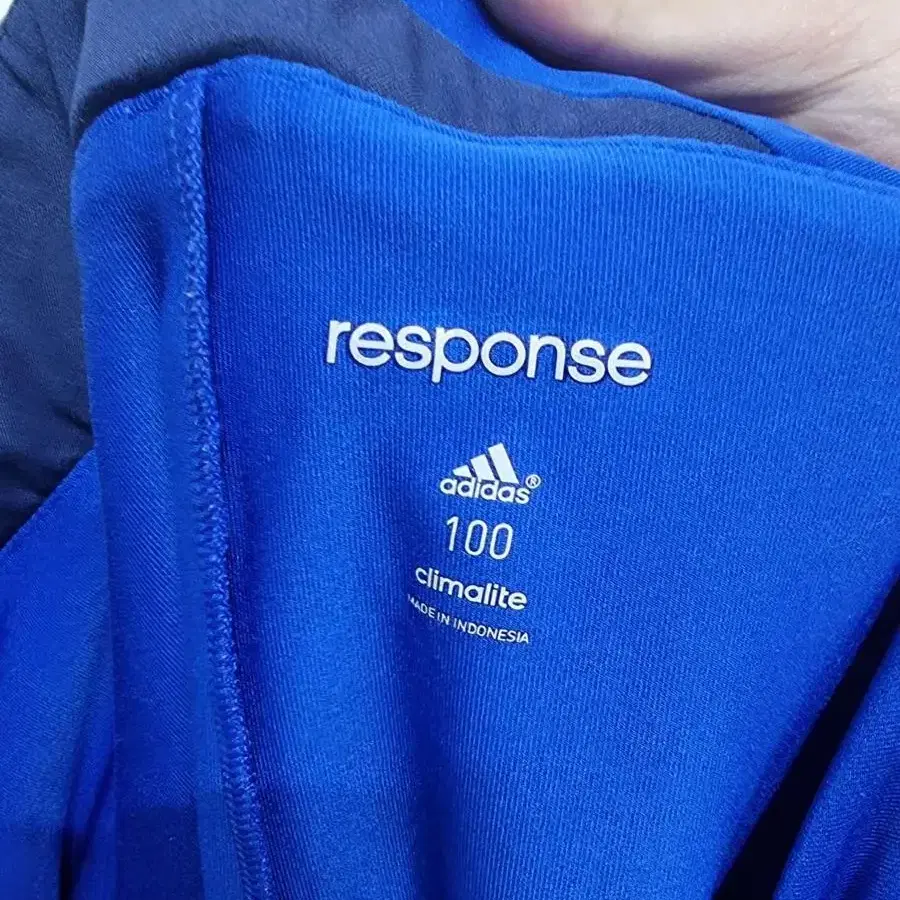 response
adidas®
100
climalite
MADE IN INDONESIA